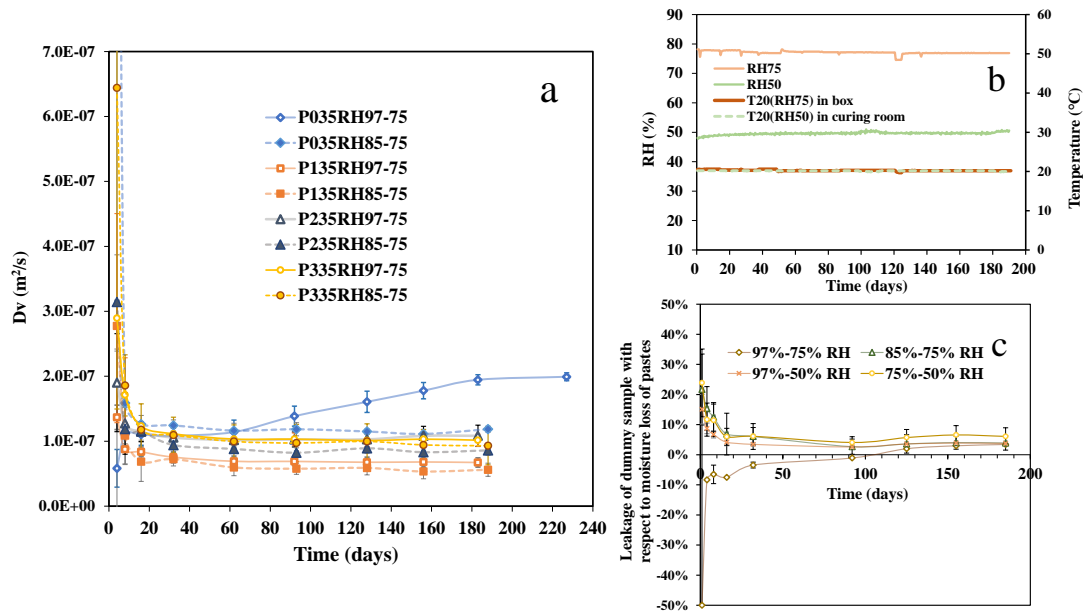 a
7.0E-07
6.0E-07
5.0E-07
4.0E-07
3.0E-07
2.0E-07
1.0E-07
0.0E+00
Dv (m²/s)
P035RH97-75
P035RH85-75
P135RH97-75
P135RH85-75
P235RH97-75
P235RH85-75
P335RH97-75
P335RH85-75
0 20 40 60 80 100 120 140 160 180 200 220 240
Time (days)
b
90
80
70
60
50
40
30
20
10
RH (%)
RH75
RH50
T20(RH75) in box
T20(RH50) in curing room
60
50
40
30
20
10
0
Temperature (°C)
0 20 40 60 80 100 120 140 160 180 200
Time (days)
c
50%
40%
30%
20%
10%
0%
-10%
-20%
-30%
-40%
-50%
Leakage of dummy sample with
respect to moisture loss of pastes
97%-75% RH
85%-75% RH
97%-50% RH
75%-50% RH
0 50 100 150 200
Time (days)